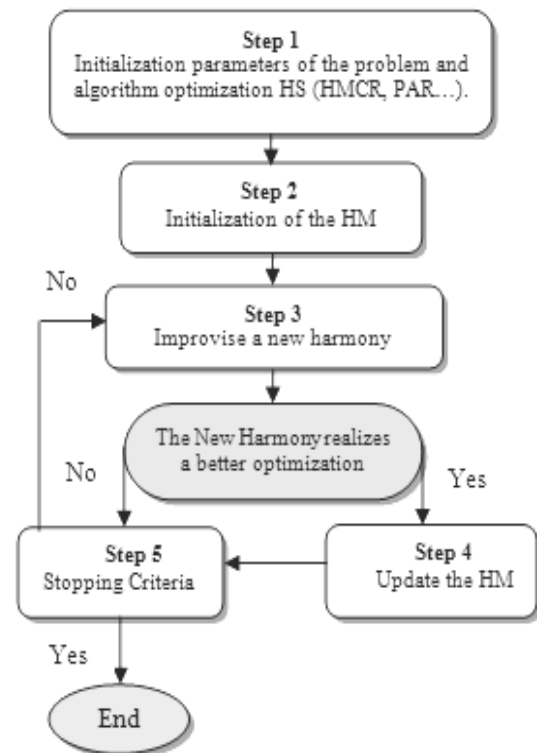 Step 1
Initialization parameters of the problem and
algorithm optimization HS (HMCR, PAR…).
Step 2
Initialization of the HM
No
Step 3
Improvise a new harmony
The New Harmony realizes
a better optimization
No
Yes
Step 5
Stopping Criteria
Step 4
Update the HM
Yes
End